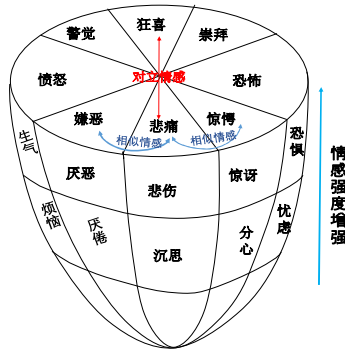 狂喜
警觉
崇拜
愤怒
对立情感
恐怖
嫌恶
悲痛
惊愕
相似情感
相似情感
生气
恐惧
厌恶
悲伤
惊讶
烦恼
厌倦
沉思
分心
忧虑
情感强度增强